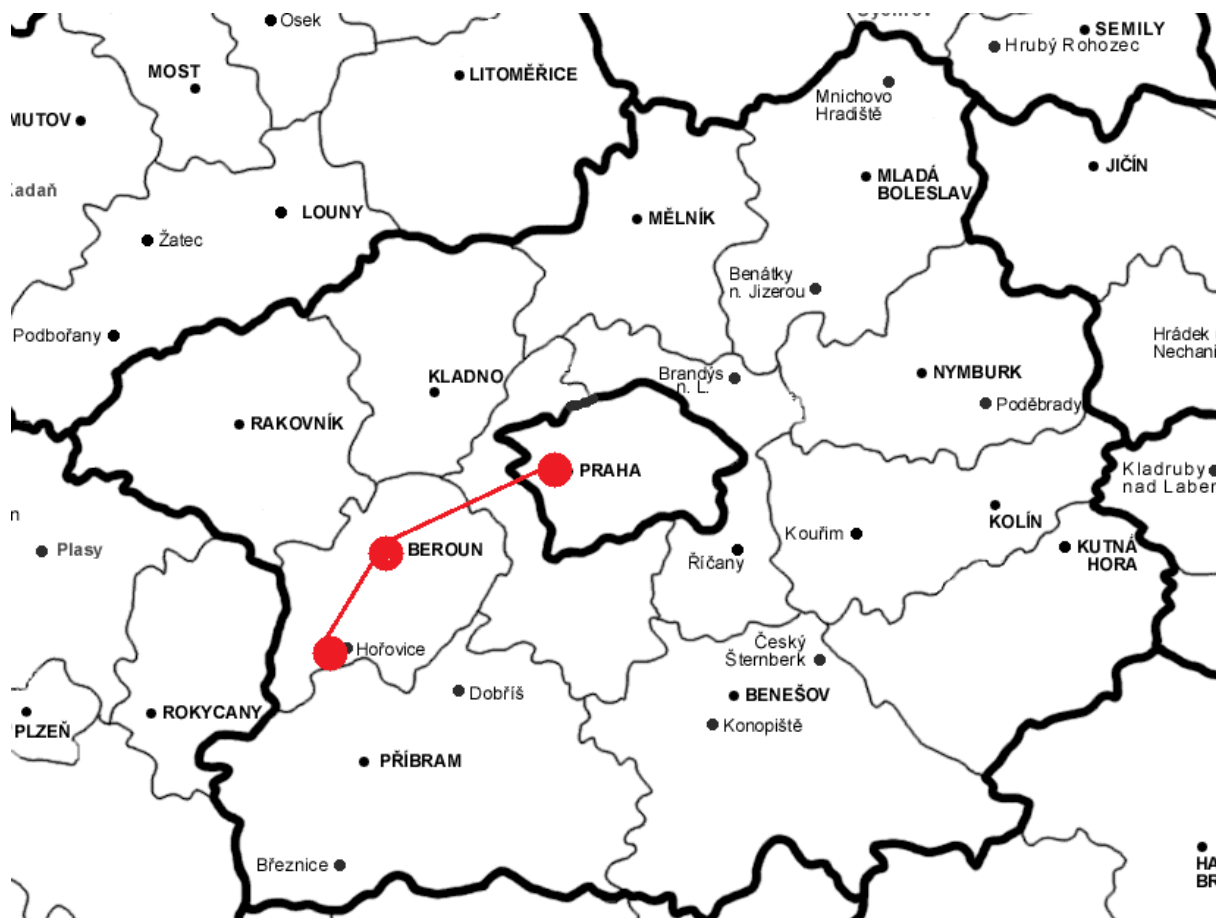 Osek
SEMILY
Hrubý Rohozec
MOST
LITOMĚŘICE
Mnichovo
Hradiště
MUTOV
JIČÍN
MLADÁ
BOLESLAV
Kadaň
LOUNY
MĚLNÍK
Žatec
Benátky
n. Jizerou
Podbořany
Hrádek
Nechani
KLADNO
Brandýs
n. L.
NYMBURK
Poděbrady
RAKOVNÍK
PRAHA
Kladruby
nad Labem
KOLÍN
Kouřim
Plasy
BEROUN
Říčany
KUTNÁ
HORA
Hořovice
Český
Šternberk
Dobříš
BENEŠOV
ROKYCANY
Konopiště
PLZEŇ
PŘÍBRAM
Březnice
HA
BR